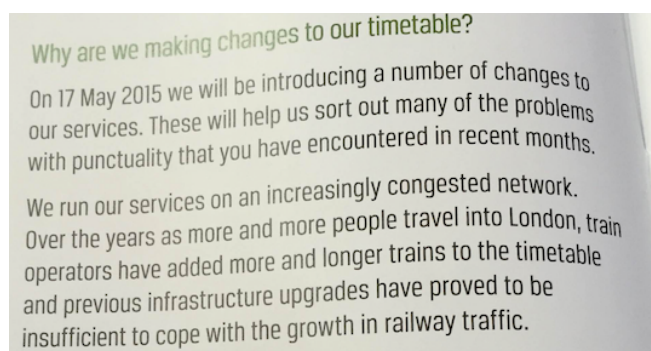 Why are we making changes to our timetable?
On 17 May 2015 we will be introducing a number of changes to
our services. These will help us sort out many of the problems
with punctuality that you have encountered in recent months.
We run our services on an increasingly congested network.
Over the years as more and more people travel into London, train
operators have added more and longer trains to the timetable
and previous infrastructure upgrades have proved to be
insufficient to cope with the growth in railway traffic.